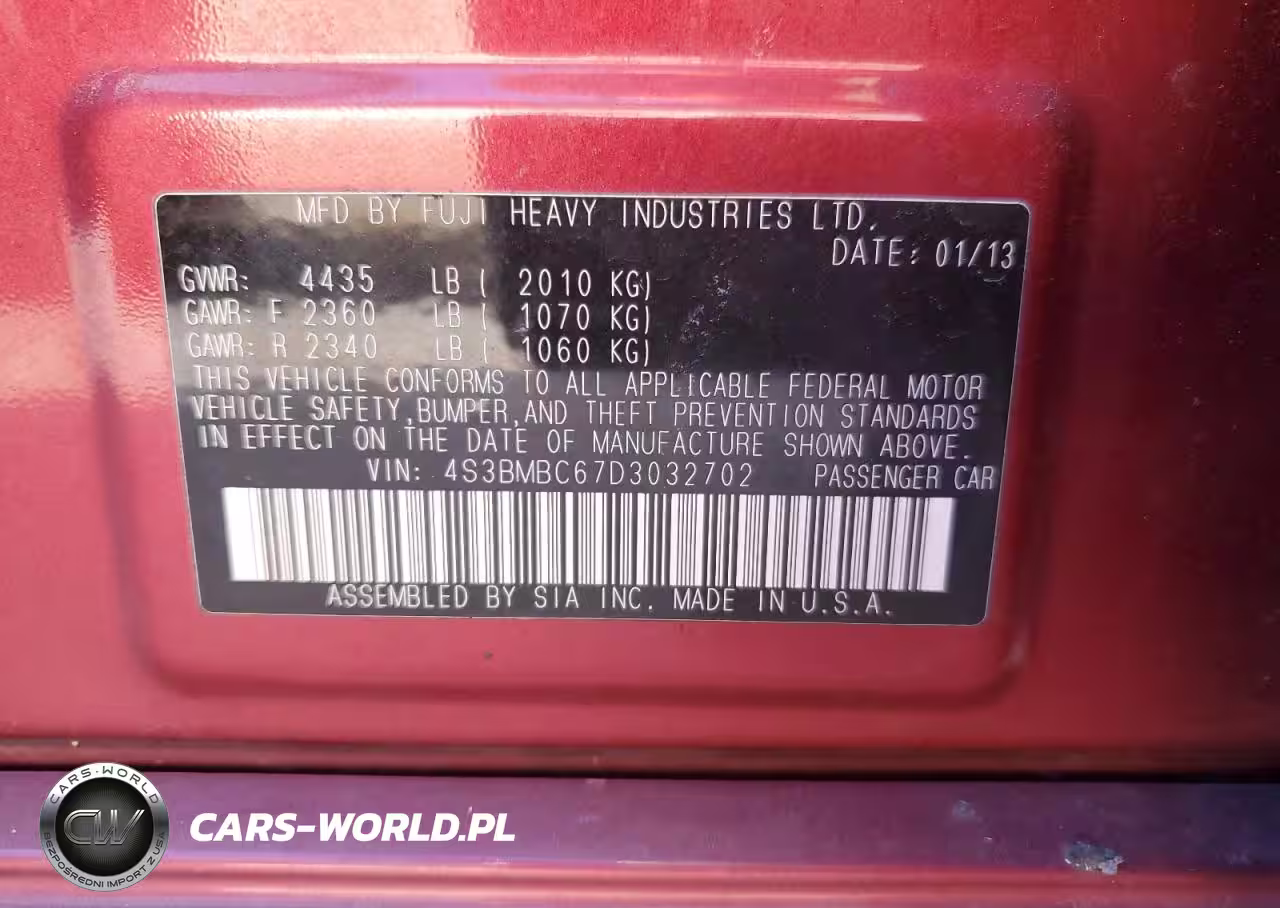 MFD BY FUJI HEAVY INDUSTRIES LTD.
DATE: 01/13
GVWR: 4435 LB ( 2010 KG)
GAWR: F 2360 LB ( 1070 KG)
GAWR: R 2340 LB ( 1060 KG)
THIS VEHICLE CONFORMS TO ALL APPLICABLE FEDERAL MOTOR
VEHICLE SAFETY,BUMPER,AND THEFT PREVENTION STANDARDS
IN EFFECT ON THE DATE OF MANUFACTURE SHOWN ABOVE.
VIN: 4S3BMBC67D3032702 PASSENGER CAR
ASSEMBLED BY SIA INC. MADE IN U.S.A.
CARS-WORLD
CW
BEZPOŚREDNI IMPORT Z USA
CARS-WORLD.PL